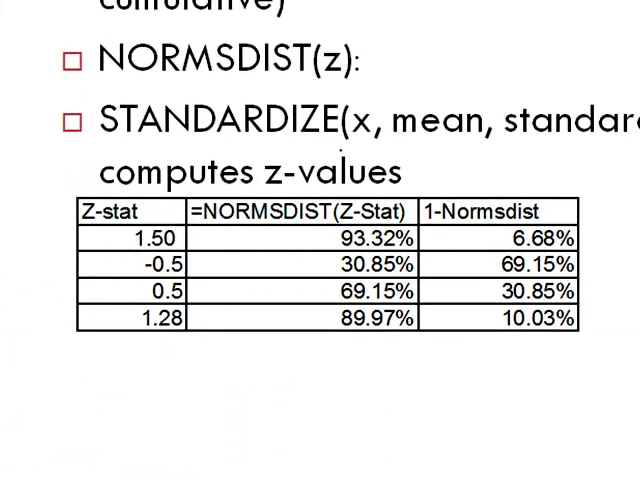 cumulative)
NORMSDIST(z):
STANDARDIZE(x, mean, standar
computes z-values
Z-stat =NORMSDIST(Z-Stat) 1-Normsdist
1.50 93.32% 6.68%
-0.5 30.85% 69.15%
0.5 69.15% 30.85%
1.28 89.97% 10.03%